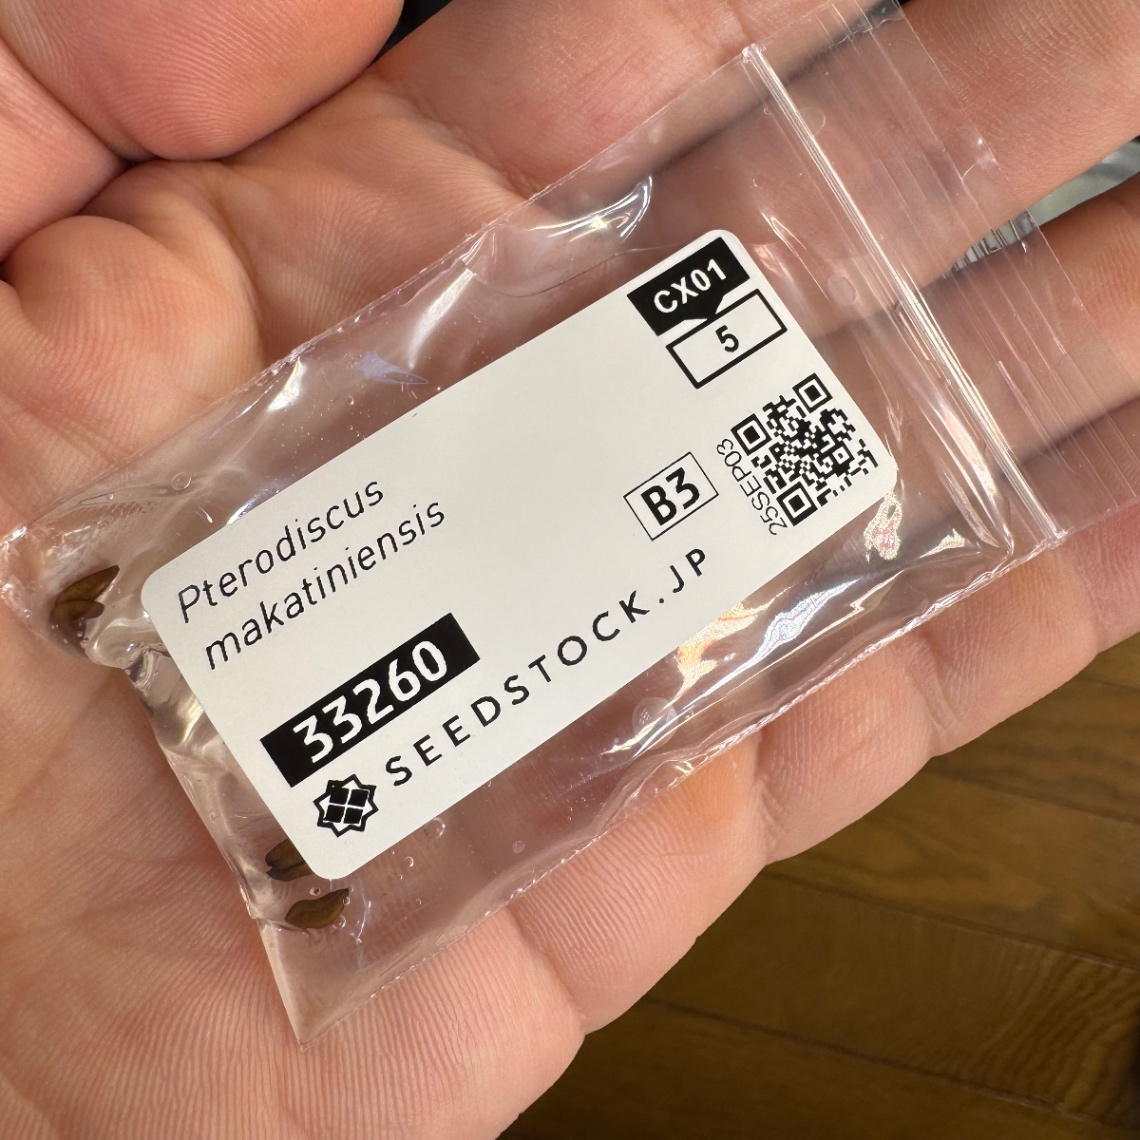 CX01
5
Pterodiscus
makatiniensis
B3
25SEP03
33260
SEEDSTOCK.JP